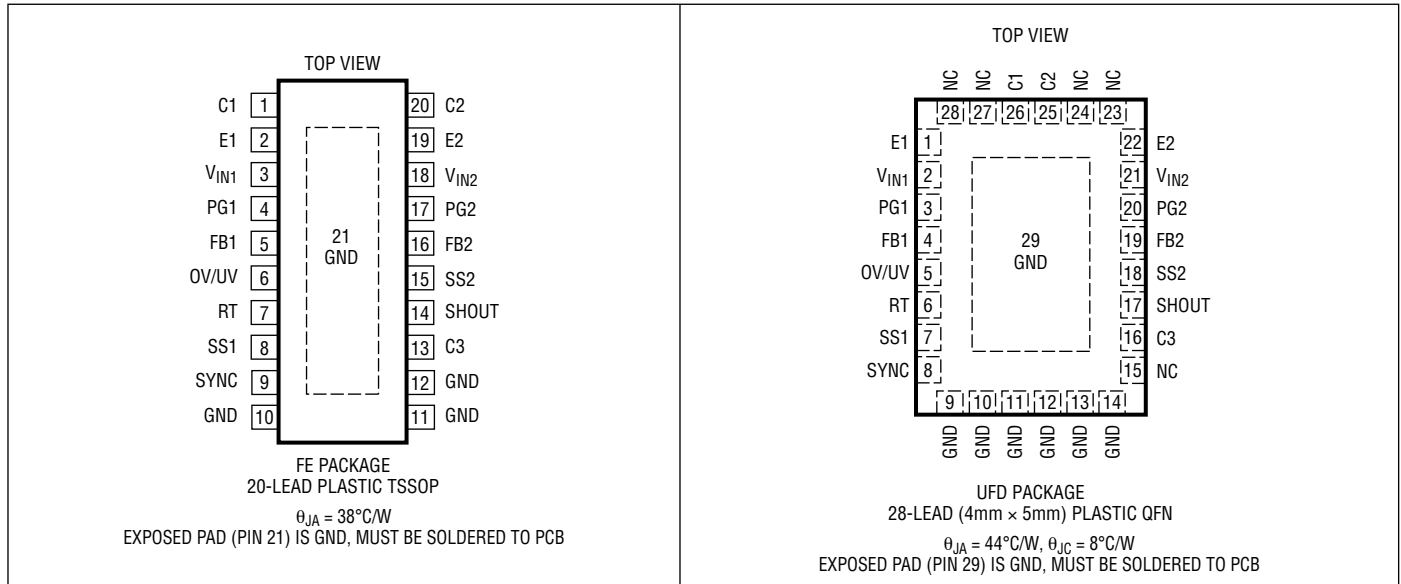 TOP VIEW
C1 1 20 C2
E1 2 19 E2
VIN1 3 18 VIN2
PG1 4 17 PG2
FB1 5 16 FB2
OV/UV 6 15 SS2
RT 7 14 SHOUT
SS1 8 13 C3
SYNC 9 12 GND
GND 10 11 GND
21
GND
FE PACKAGE
20-LEAD PLASTIC TSSOP
θJA = 38°C/W
EXPOSED PAD (PIN 21) IS GND, MUST BE SOLDERED TO PCB
TOP VIEW
NC NC C1 C2 NC NC
28 27 26 25 24 23
E1 1 22 E2
VIN1 2 21 VIN2
PG1 3 20 PG2
FB1 4 19 FB2
OV/UV 5 18 SS2
RT 6 17 SHOUT
SS1 7 16 C3
SYNC 8 15 NC
29
GND
9 10 11 12 13 14
GND GND GND GND GND GND
UFD PACKAGE
28-LEAD (4mm × 5mm) PLASTIC QFN
θJA = 44°C/W, θJC = 8°C/W
EXPOSED PAD (PIN 29) IS GND, MUST BE SOLDERED TO PCB